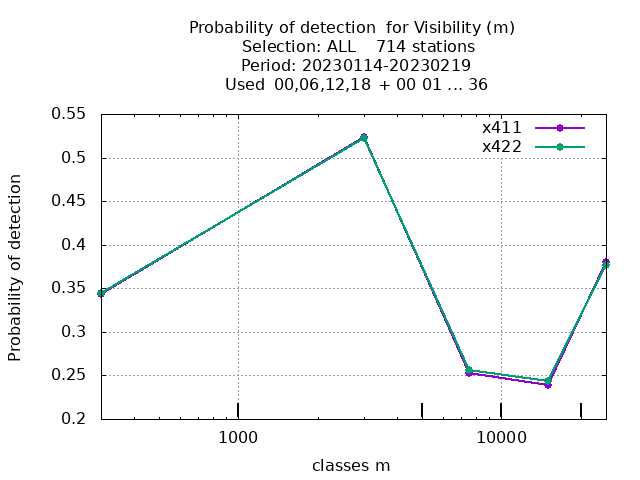 Probability of detection  for Visibility (m)
Selection: ALL    714 stations
Period: 20230114-20230219
Used  00,06,12,18 + 00 01 ... 36
x411
x422
0.55
0.5
0.45
0.4
0.35
0.3
0.25
0.2
Probability of detection
1000
10000
classes m